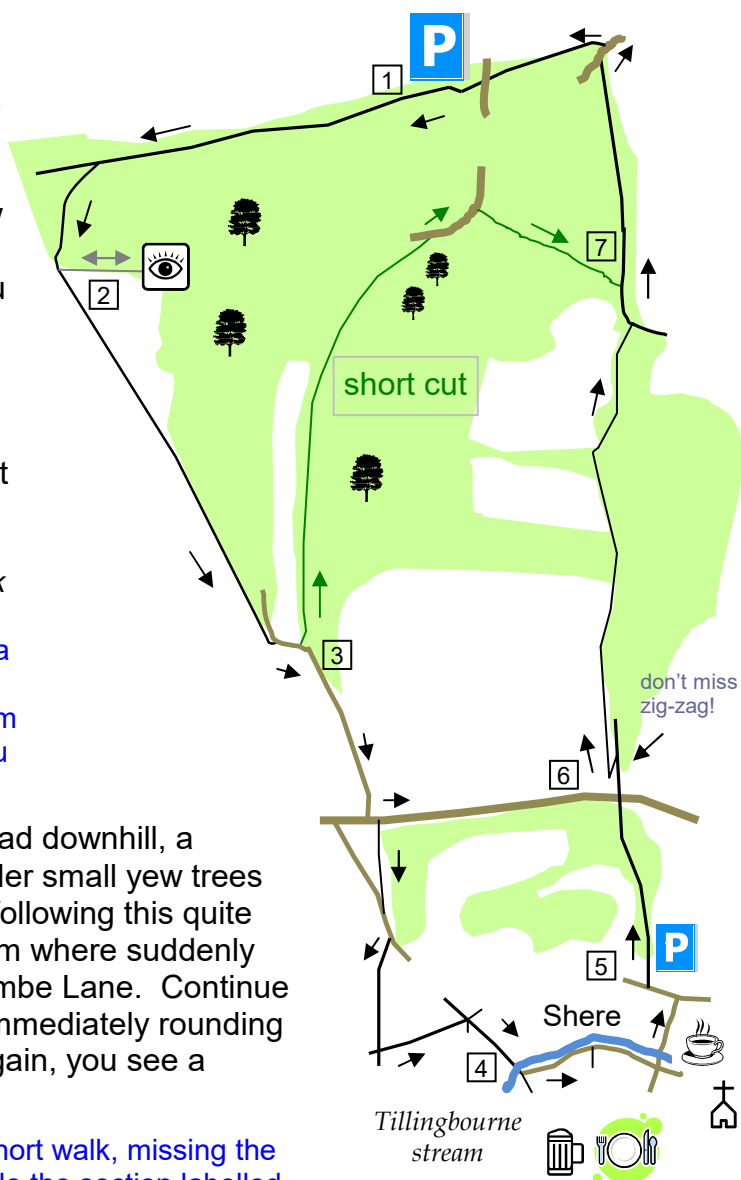 P
1
7
2
short cut
3
don't miss
zig-zag!
6
P
5
Shere
4
Tillingbourne
stream
t
k
a
m
u
ad downhill, a
ler small yew trees
following this quite
m where suddenly
mbe Lane. Continue
mmediately rounding
gain, you see a
hort walk, missing the